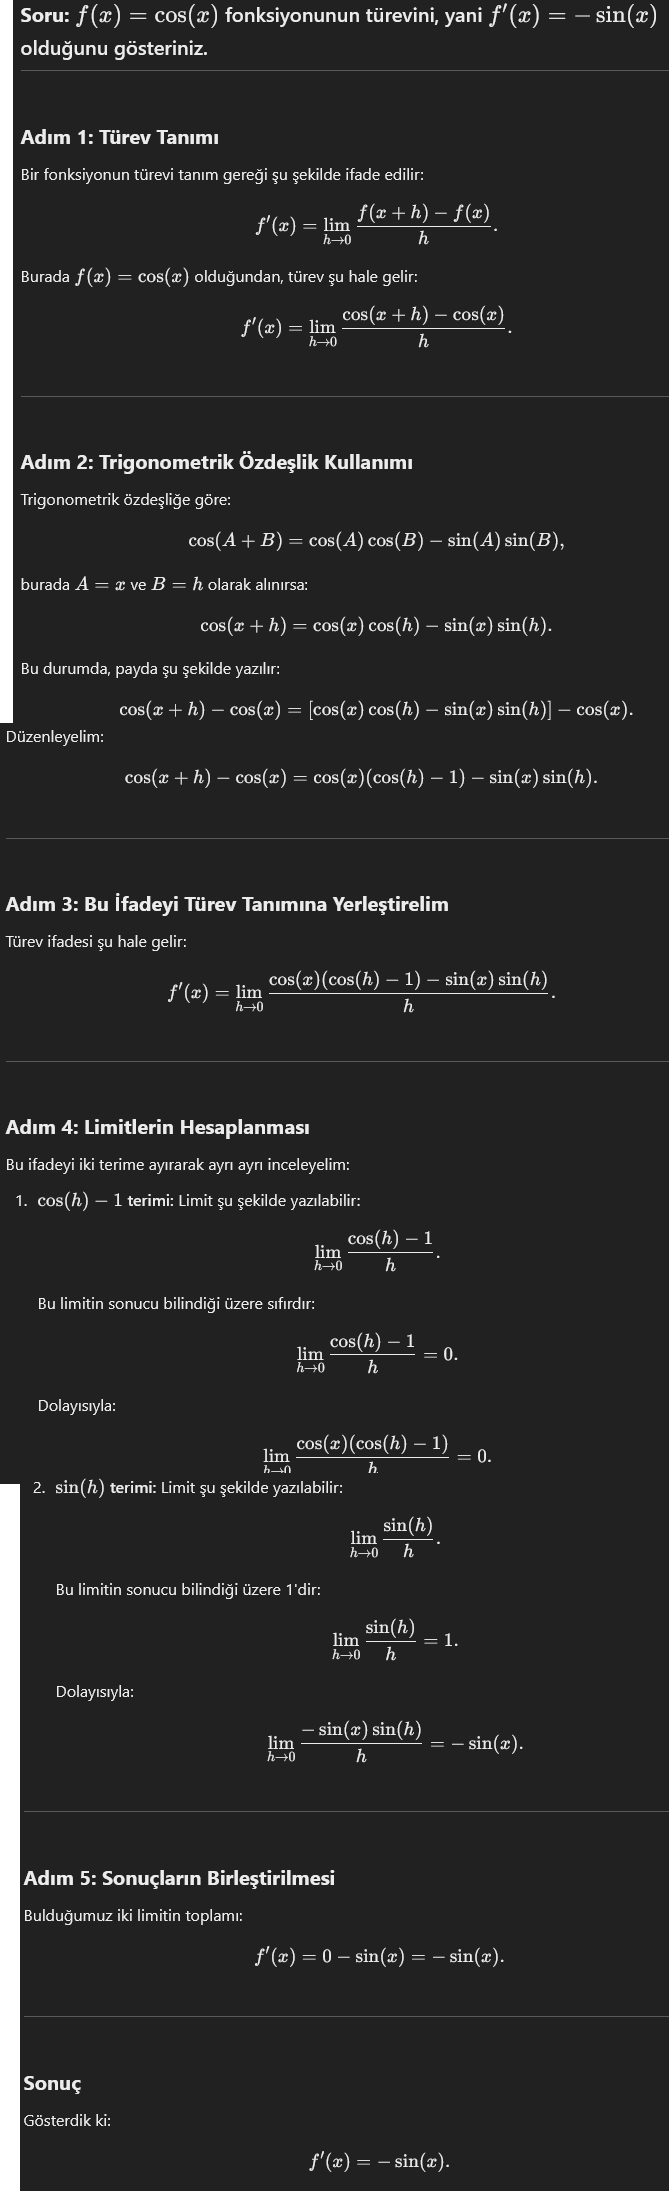 Soru: f(x) = cos(x) fonksiyonunun türevini, yani f′(x) = − sin(x)
olduğunu gösteriniz.
Adım 1: Türev Tanımı
Bir fonksiyonun türevi tanım gereği şu şekilde ifade edilir:
f′(x) = lim_{h→0} \frac{f(x + h) − f(x)}{h}.
Burada f(x) = cos(x) olduğundan, türev şu hale gelir:
f′(x) = lim_{h→0} \frac{cos(x + h) − cos(x)}{h}.
Adım 2: Trigonometrik Özdeşlik Kullanımı
Trigonometrik özdeşliğe göre:
cos(A + B) = cos(A) cos(B) − sin(A) sin(B),
burada A = x ve B = h olarak alınırsa:
cos(x + h) = cos(x) cos(h) − sin(x) sin(h).
Bu durumda, payda şu şekilde yazılır:
cos(x + h) − cos(x) = [cos(x) cos(h) − sin(x) sin(h)] − cos(x).
Düzenleyelim:
cos(x + h) − cos(x) = cos(x)(cos(h) − 1) − sin(x) sin(h).
Adım 3: Bu İfadeyi Türev Tanımına Yerleştirelim
Türev ifadesi şu hale gelir:
f′(x) = lim_{h→0} \frac{cos(x)(cos(h) − 1) − sin(x) sin(h)}{h}.
Adım 4: Limitlerin Hesaplanması
Bu ifadeyi iki terime ayırarak ayrı ayrı inceleyelim:
1. cos(h) − 1 terimi: Limit şu şekilde yazılabilir:
lim_{h→0} \frac{cos(h) − 1}{h}.
Bu limitin sonucu bilindiği üzere sıfırdır:
lim_{h→0} \frac{cos(h) − 1}{h} = 0.
Dolayısıyla:
lim_{h→0} \frac{cos(x)(cos(h) − 1)}{h} = 0.
2. sin(h) terimi: Limit şu şekilde yazılabilir:
lim_{h→0} \frac{sin(h)}{h}.
Bu limitin sonucu bilindiği üzere 1'dir:
lim_{h→0} \frac{sin(h)}{h} = 1.
Dolayısıyla:
lim_{h→0} \frac{− sin(x) sin(h)}{h} = − sin(x).
Adım 5: Sonuçların Birleştirilmesi
Bulduğumuz iki limitin toplamı:
f′(x) = 0 − sin(x) = − sin(x).
Sonuç
Gösterdik ki:
f′(x) = − sin(x).